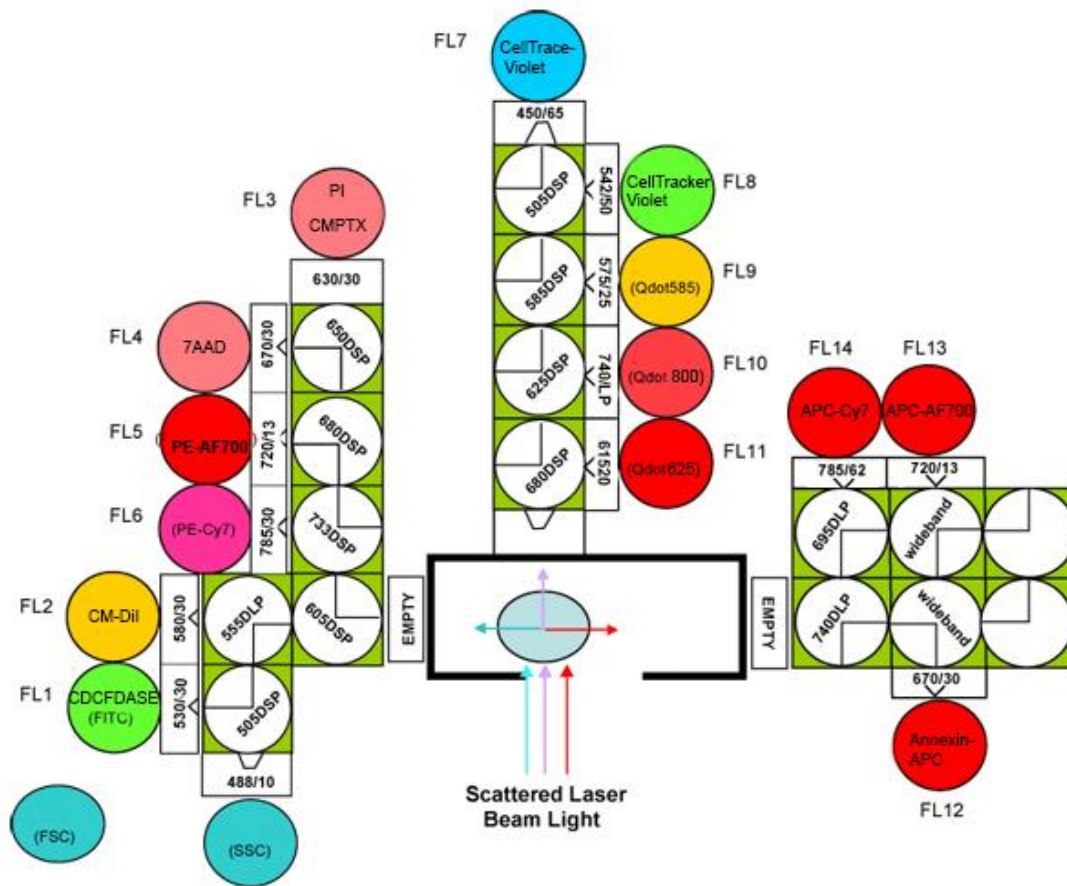 FL7
CellTrace-
Violet
450/65
505DSP
542/50
CellTracker
Violet
FL8
585DSP
575/25
(Qdot585)
FL9
625DSP
740/LP
(Qdot 800)
FL10
680DSP
61520
(Qdot625)
FL11
FL3
PI
CMPTX
630/30
FL4
7AAD
670/30
650DSP
FL5
(PE-AF700)
720/13
680DSP
FL6
(PE-Cy7)
785/30
733DSP
FL2
CM-DiI
580/30
555DLP
605DSP
EMPTY
FL1
CDCFDASE
(FITC)
530/30
505DSP
488/10
(FSC)
(SSC)
Scattered Laser
Beam Light
FL14
FL13
APC-Cy7
APC-AF700
785/62
720/13
695DLP
wideband
EMPTY
740DLP
wideband
670/30
Annexin-
APC
FL12